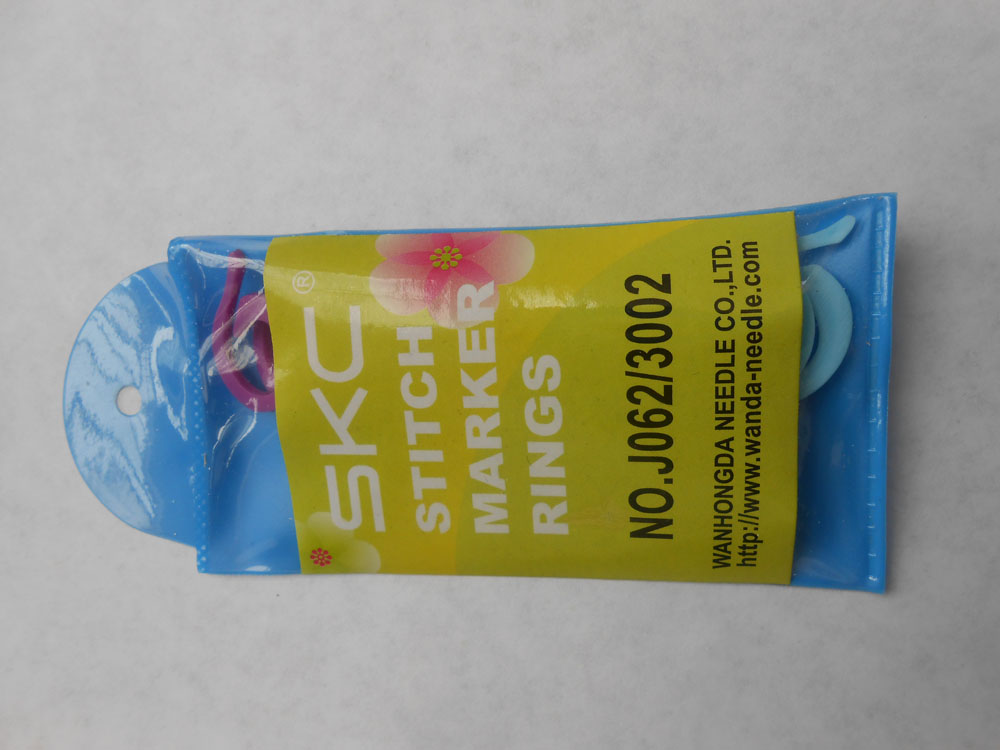 SKC®
STITCH
MARKER
RINGS
NO.J062/3002
WANHONGDA NEEDLE CO.,LTD.
http://www.wanda-needle.com